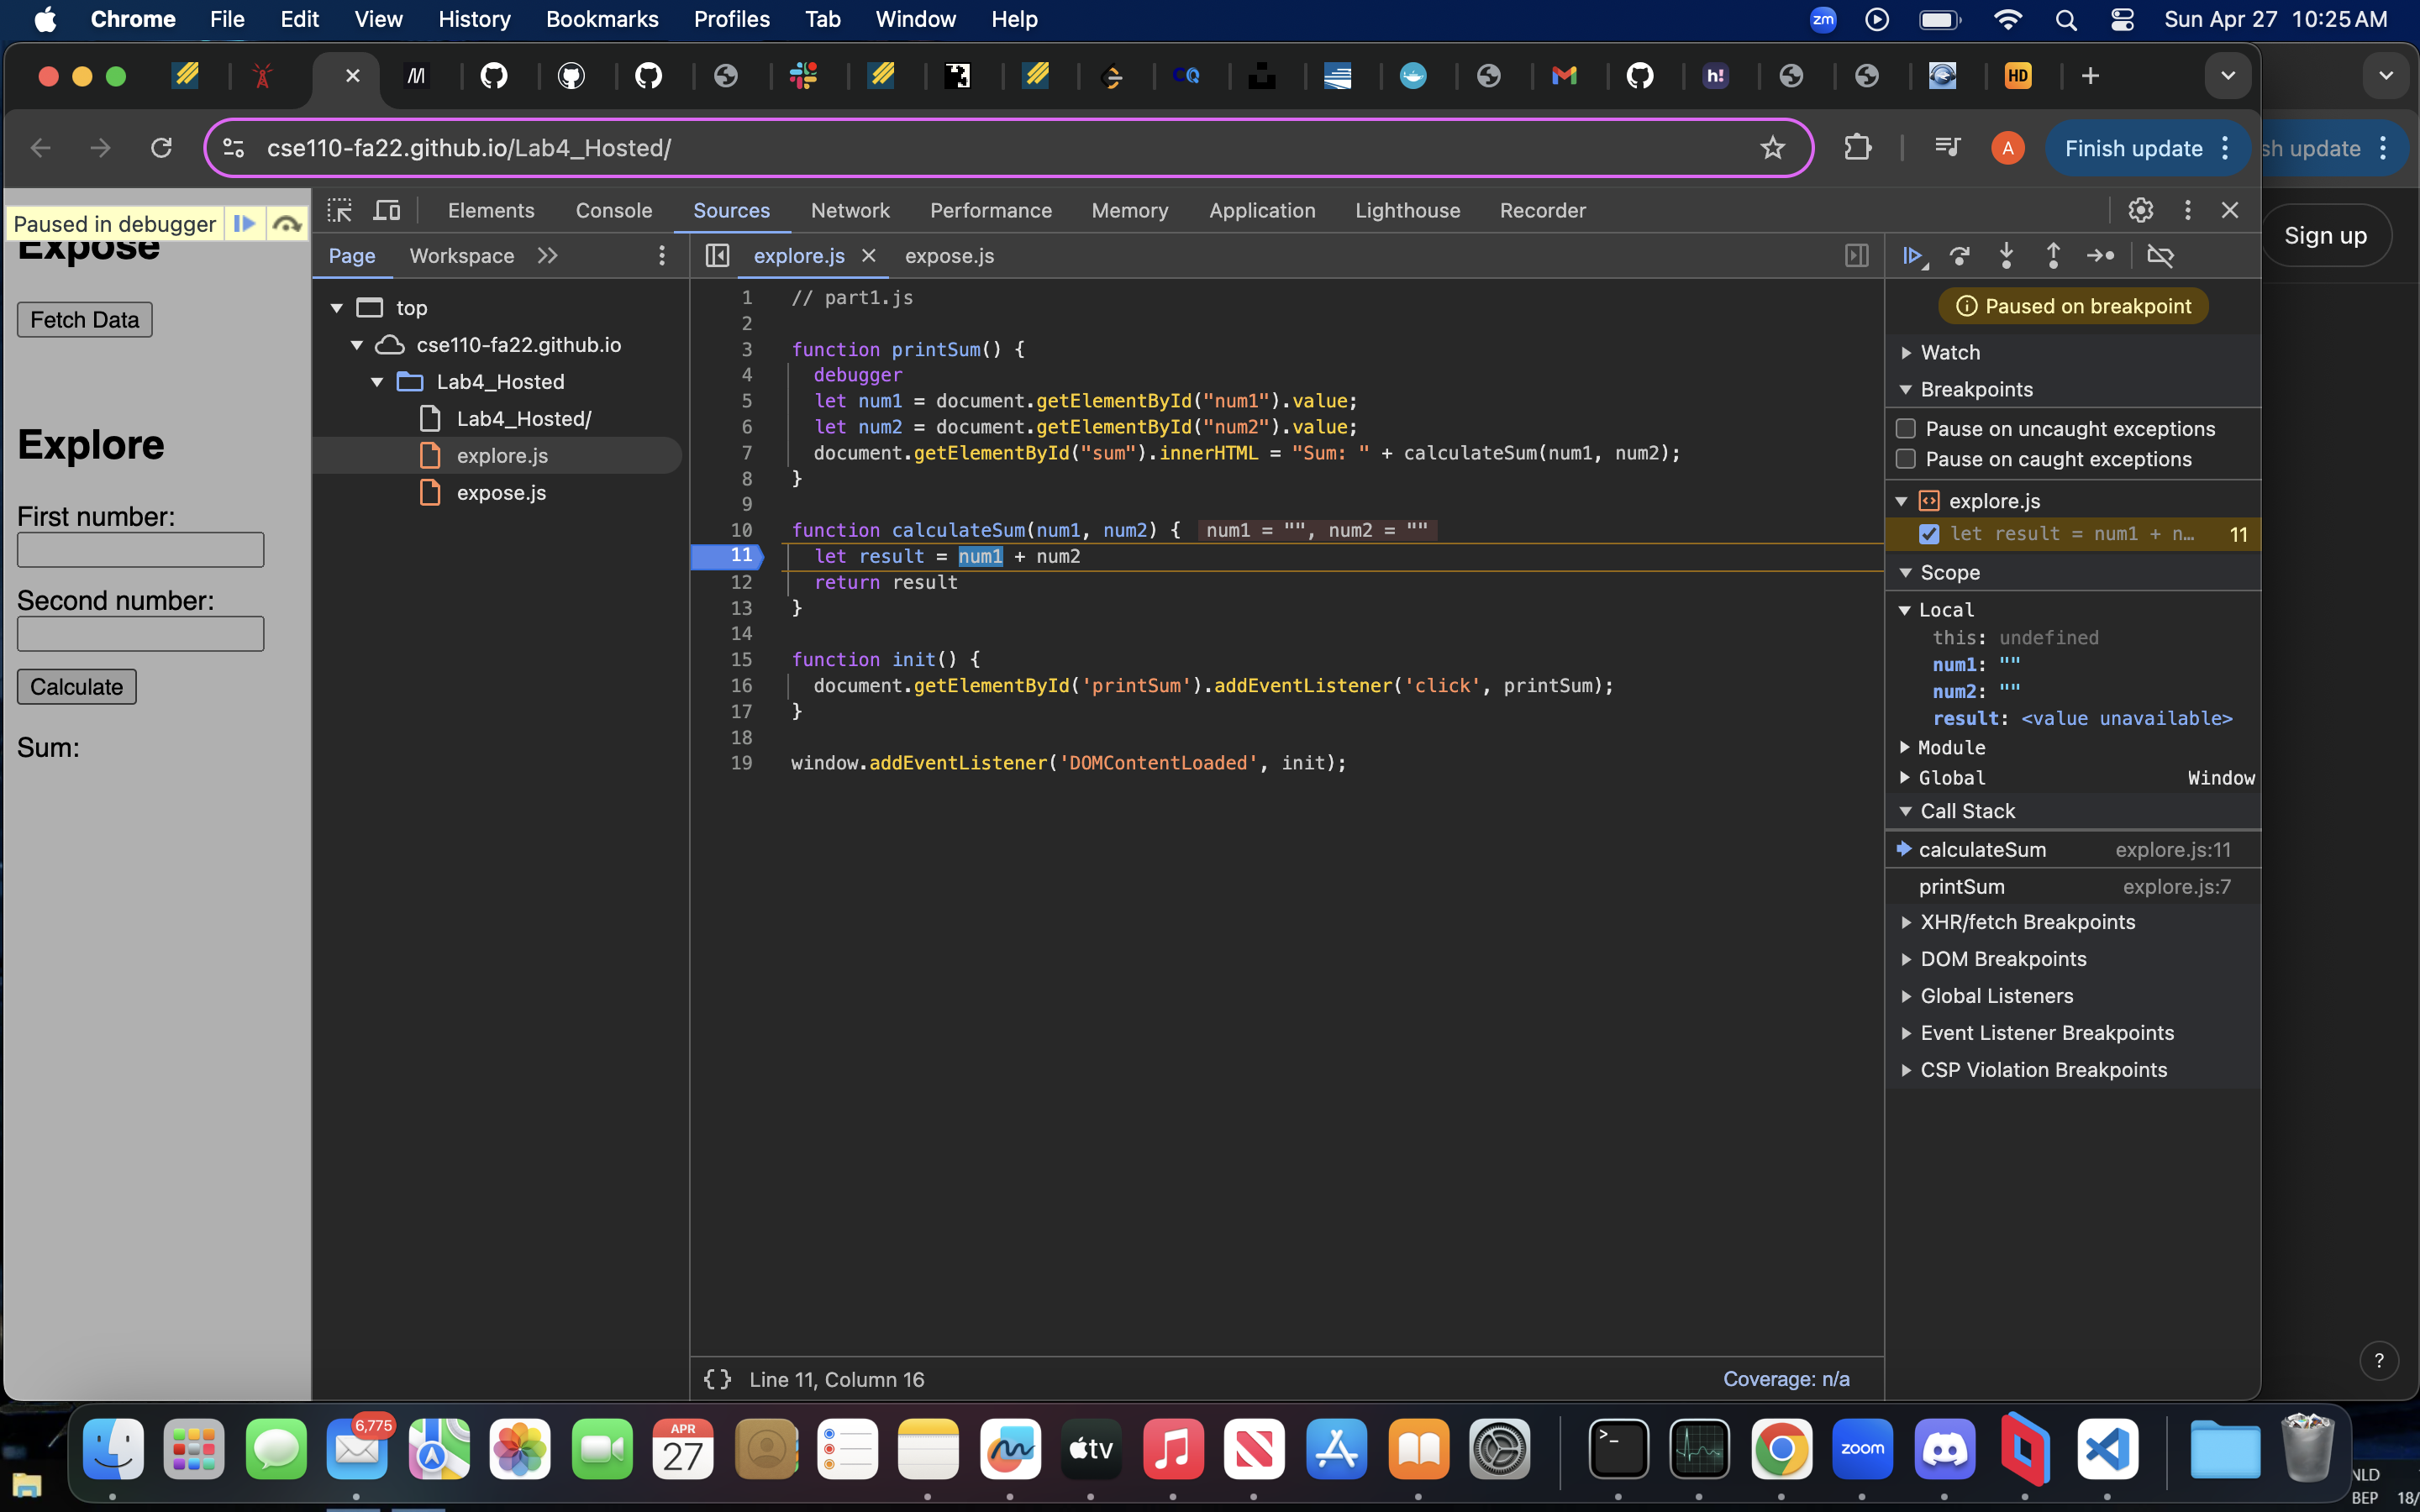 Chrome File Edit View History Bookmarks Profiles Tab Window Help zm Sun Apr 27 10:25 AM
CQ h! HD
cse110-fa22.github.io/Lab4_Hosted/ A Finish update sh update
Paused in debugger
Expose
Fetch Data
Explore
First number:
Second number:
Calculate
Sum:
Elements Console Sources Network Performance Memory Application Lighthouse Recorder
Page Workspace
top
cse110-fa22.github.io
Lab4_Hosted
Lab4_Hosted/
explore.js
expose.js
explore.js expose.js
1 // part1.js
2
3 function printSum() {
4 debugger
5 let num1 = document.getElementById("num1").value;
6 let num2 = document.getElementById("num2").value;
7 document.getElementById("sum").innerHTML = "Sum: " + calculateSum(num1, num2);
8 }
9
10 function calculateSum(num1, num2) { num1 = "", num2 = ""
11 let result = num1 + num2
12 return result
13 }
14
15 function init() {
16 document.getElementById('printSum').addEventListener('click', printSum);
17 }
18
19 window.addEventListener('DOMContentLoaded', init);
{} Line 11, Column 16 Coverage: n/a
Paused on breakpoint
Watch
Breakpoints
Pause on uncaught exceptions
Pause on caught exceptions
explore.js
let result = num1 + n… 11
Scope
Local
this: undefined
num1: ""
num2: ""
result: <value unavailable>
Module
Global Window
Call Stack
calculateSum explore.js:11
printSum explore.js:7
XHR/fetch Breakpoints
DOM Breakpoints
Global Listeners
Event Listener Breakpoints
CSP Violation Breakpoints
Sign up
?
6,775
APR
27
tv
zoom
NLD
BEP 18/